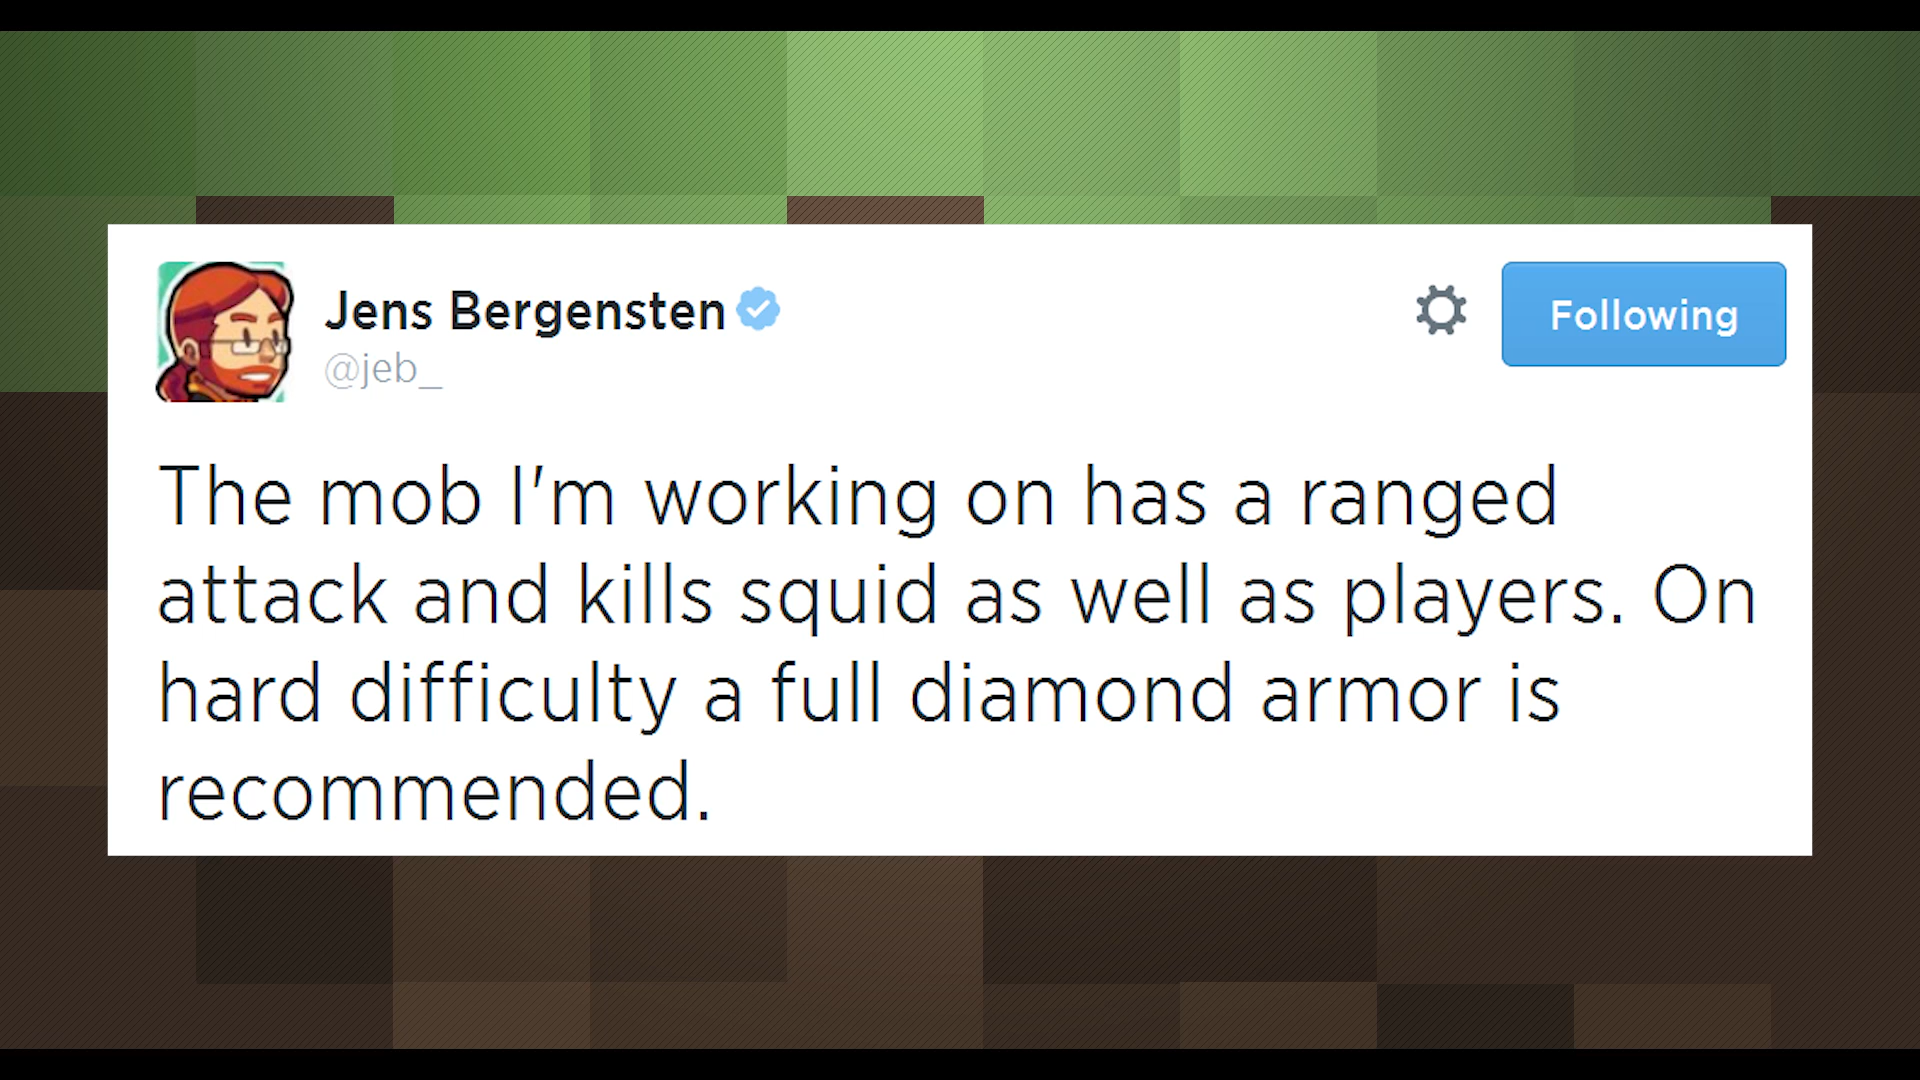 Jens Bergensten
@jeb_
Following
The mob I'm working on has a ranged
attack and kills squid as well as players. On
hard difficulty a full diamond armor is
recommended.